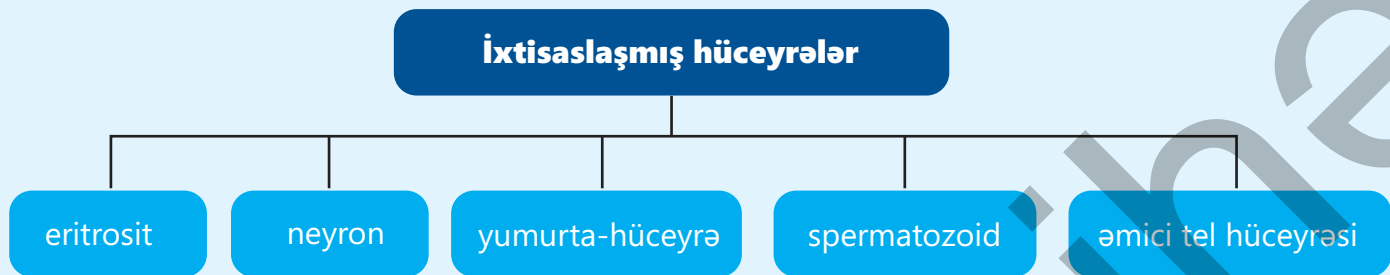 İxtisaslaşmış hüceyrələr
eritrosit
neyron
yumurta-hüceyrə
spermatozoid
əmici tel hüceyrəsi